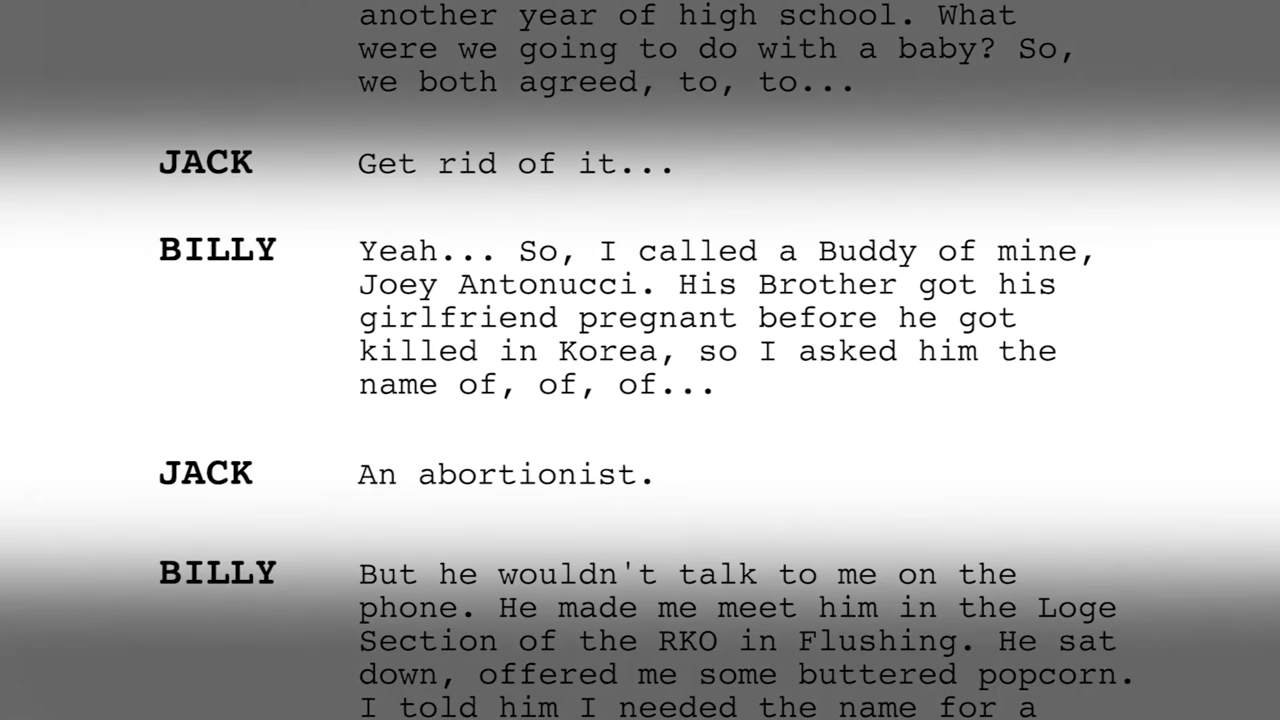 another year of high school. What
were we going to do with a baby? So,
we both agreed, to, to...
JACK Get rid of it...
BILLY Yeah... So, I called a Buddy of mine,
Joey Antonucci. His Brother got his
girlfriend pregnant before he got
killed in Korea, so I asked him the
name of, of, of...
JACK An abortionist.
BILLY But he wouldn't talk to me on the
phone. He made me meet him in the Loge
Section of the RKO in Flushing. He sat
down, offered me some buttered popcorn.
I told him I needed the name for a